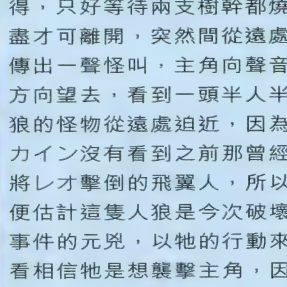 得，只好等待兩支樹幹都燒
盡才可離開，突然間從遠處
傳出一聲怪叫，主角向聲音
方向望去，看到一頭半人半
狼的怪物從遠處迫近，因為
カイン沒有看到之前那曾經
將レオ擊倒的飛翼人，所以
便估計這隻人狼是今次破壞
事件的元兇，以牠的行動來
看相信牠是想襲擊主角，因